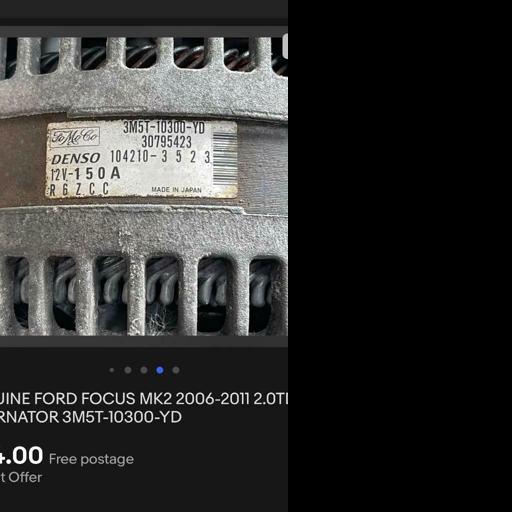 FoMoCo
3M5T-10300-YD
30795423
DENSO 104210-3523
12V-150A
R6ZCC MADE IN JAPAN
UINE FORD FOCUS MK2 2006-2011 2.0T
RNATOR 3M5T-10300-YD
4.00 Free postage
t Offer